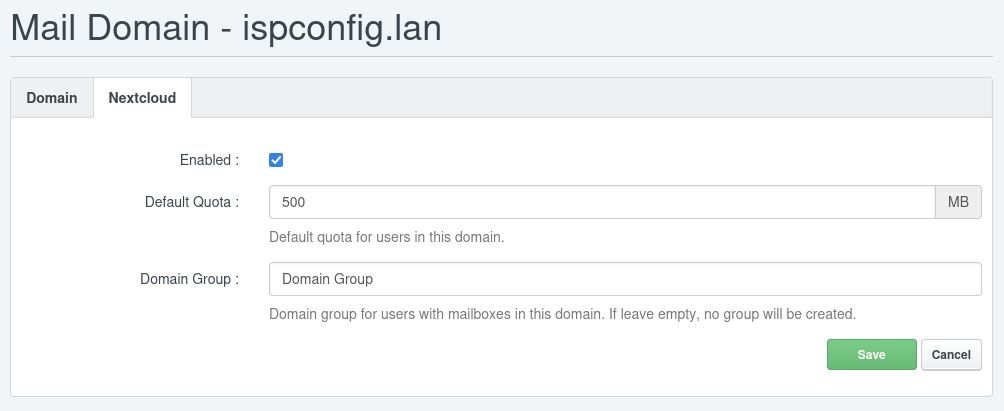 Mail Domain - ispconfig.lan
Domain Nextcloud
Enabled :
Default Quota : 500 MB
Default quota for users in this domain.
Domain Group : Domain Group
Domain group for users with mailboxes in this domain. If leave empty, no group will be created.
Save Cancel